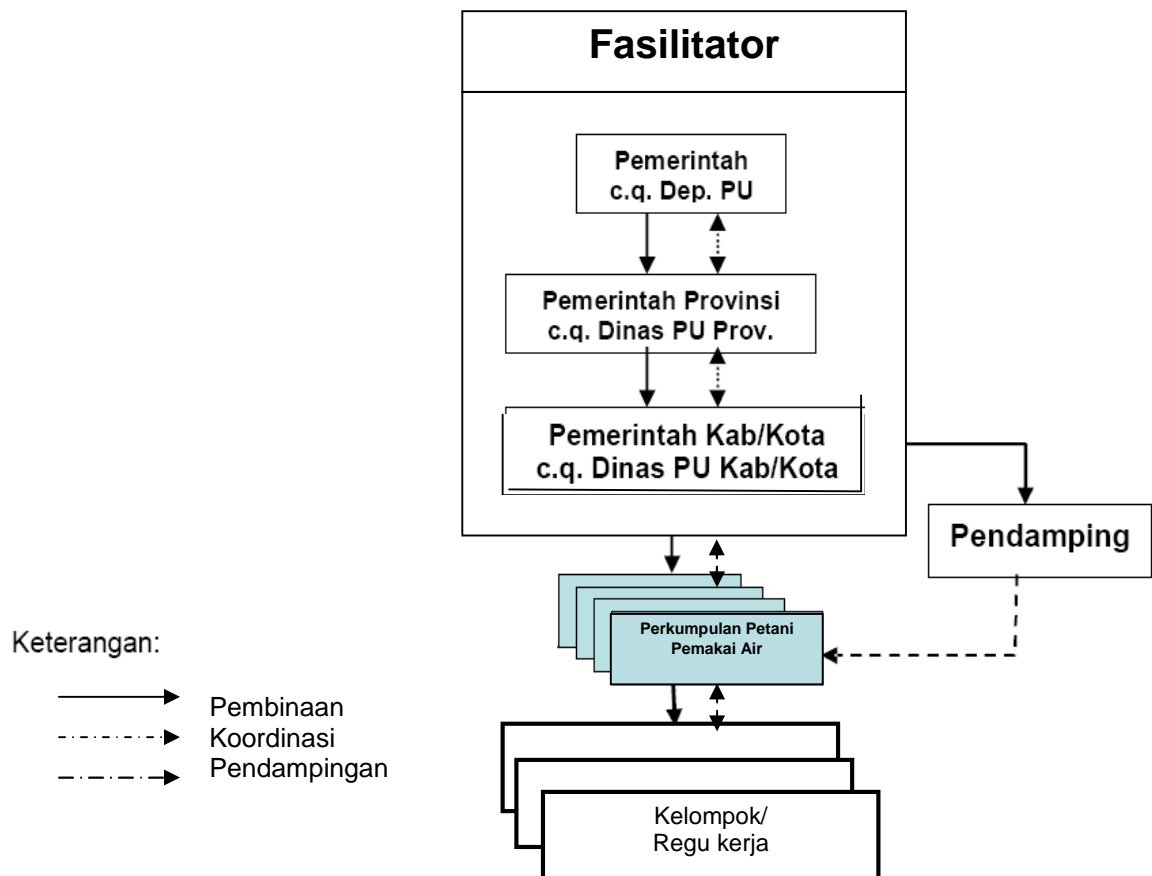 Fasilitator
Pemerintah
c.q. Dep. PU
Pemerintah Provinsi
c.q. Dinas PU Prov.
Pemerintah Kab/Kota
c.q. Dinas PU Kab/Kota
Pendamping
Perkumpulan Petani
Pemakai Air
Keterangan:
Pembinaan
Koordinasi
Pendampingan
Kelompok/
Regu kerja